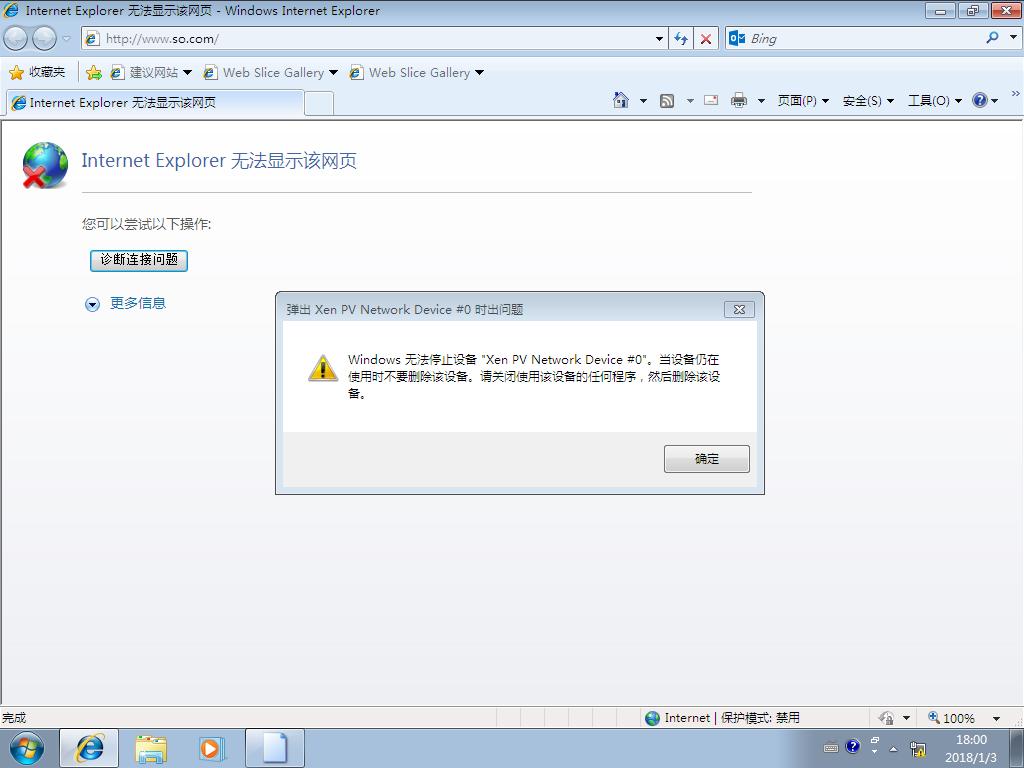 Internet Explorer 无法显示该网页 - Windows Internet Explorer
http://www.so.com/
Bing
收藏夹
建议网站
Web Slice Gallery
Web Slice Gallery
Internet Explorer 无法显示该网页
页面(P)
安全(S)
工具(O)
»
Internet Explorer 无法显示该网页
您可以尝试以下操作:
诊断连接问题
更多信息
弹出 Xen PV Network Device #0 时出问题
Windows 无法停止设备 "Xen PV Network Device #0"。当设备仍在
使用时不要删除该设备。请关闭使用该设备的任何程序，然后删除该设
备。
确定
完成
Internet | 保护模式: 禁用
100%
18:00
2018/1/3